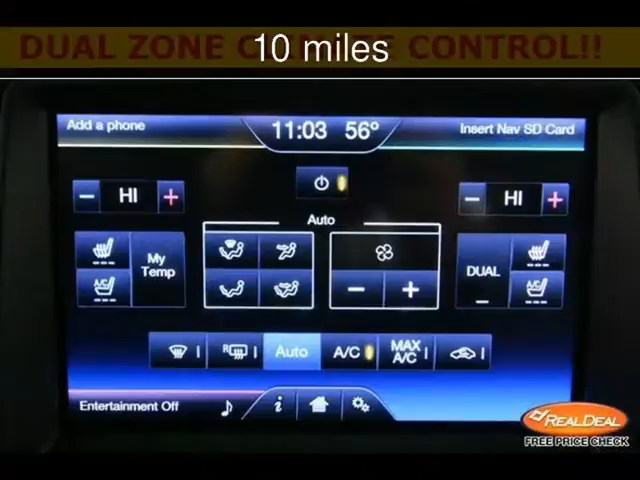 DUAL ZONE CLIMATE CONTROL!!
10 miles
Add a phone
11:03 56°
Insert Nav SD Card
HI
HI
Auto
My Temp
A/C
DUAL
A/C
R
Auto
A/C
MAX A/C
Entertainment Off
i
REALDEAL
FREE PRICE CHECK